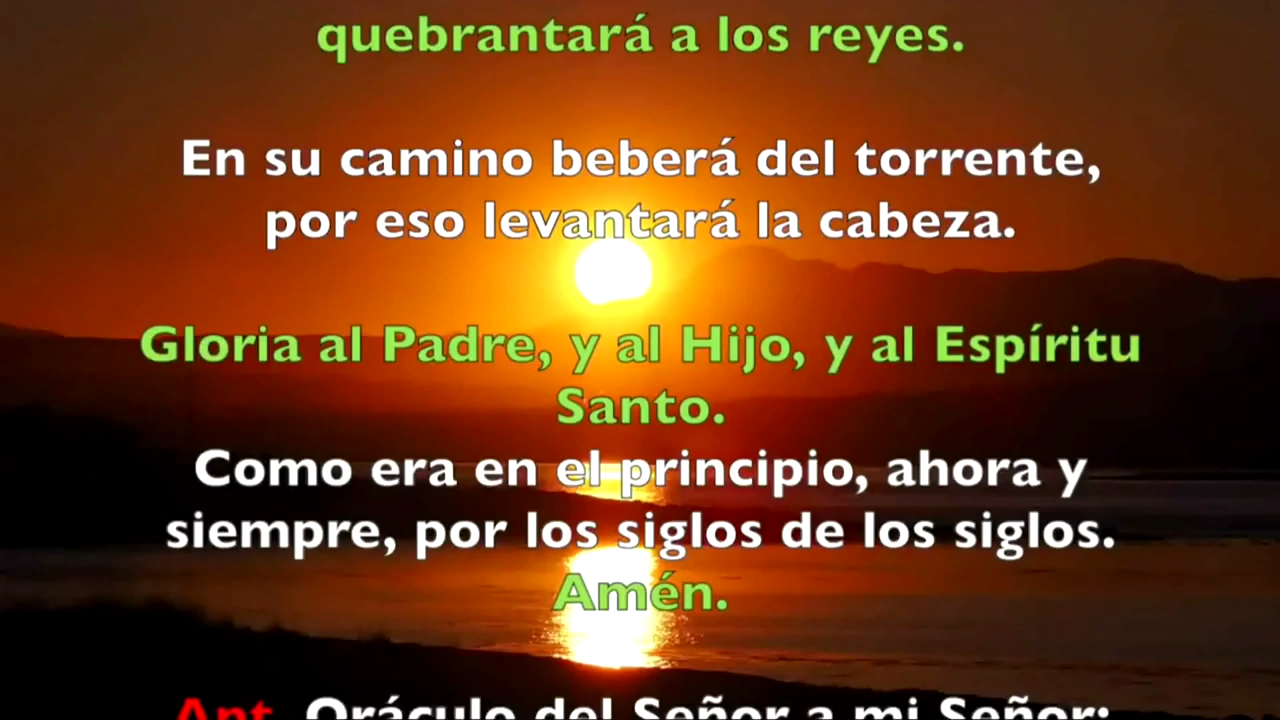 quebrantará a los reyes.
En su camino beberá del torrente,
por eso levantará la cabeza.
Gloria al Padre, y al Hijo, y al Espíritu
Santo.
Como era en el principio, ahora y
siempre, por los siglos de los siglos.
Amén.
Ant. Oráculo del Señor a mi Señor: